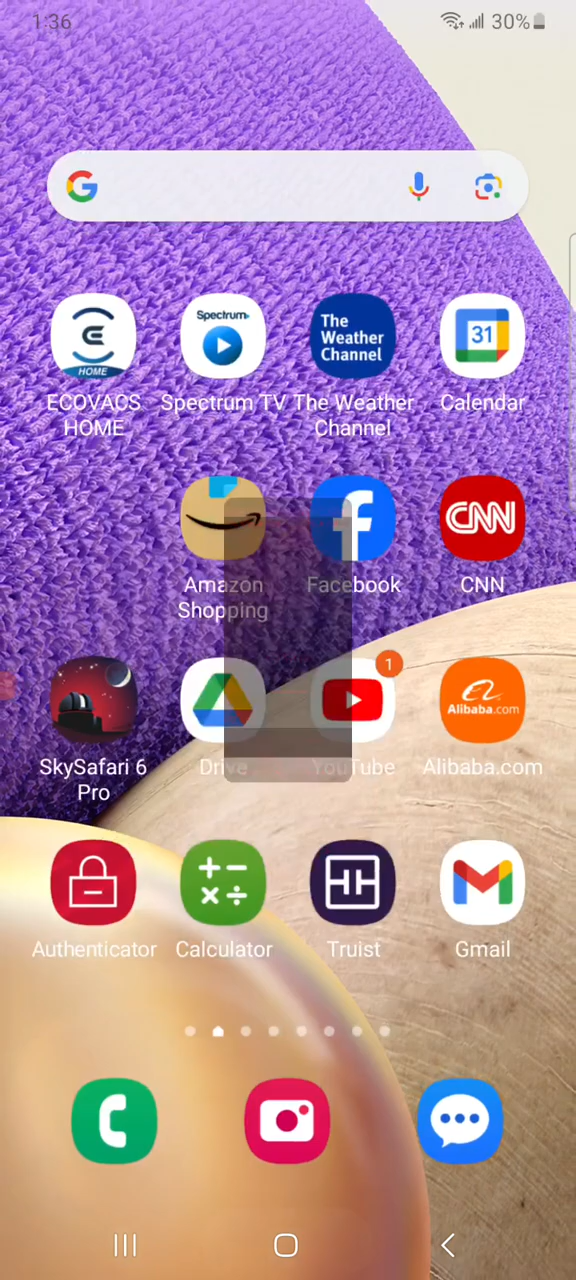 1:36
30%
G
ECOVACS HOME
HOME
Spectrum
Spectrum TV
The
Weather
Channel
The Weather
Channel
31
Calendar
Amazon
Shopping
f
Facebook
CNN
CNN
SkySafari 6
Pro
Drive
1
YouTube
Alibaba.com
Alibaba.com
Authenticator
Calculator
Truist
Gmail